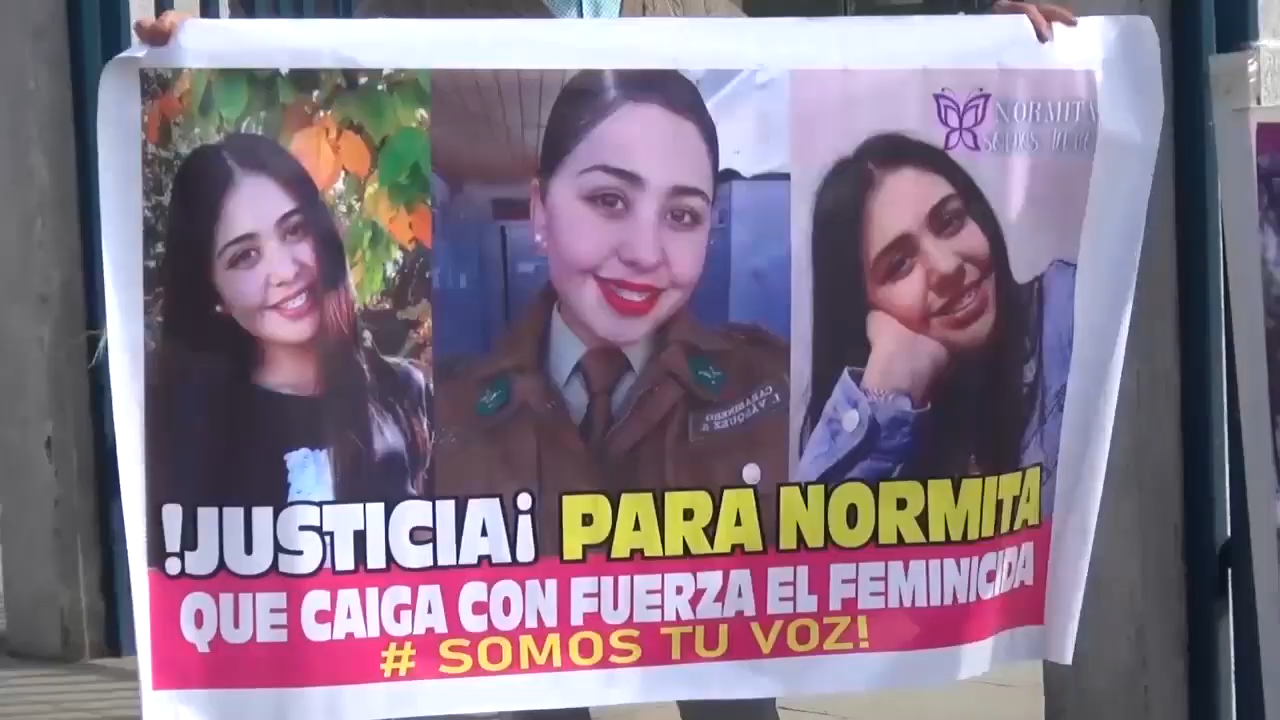 NORMITA
!JUSTICIA¡ PARA NORMITA
QUE CAIGA CON FUERZA EL FEMINICIDA
# SOMOS TU VOZ!